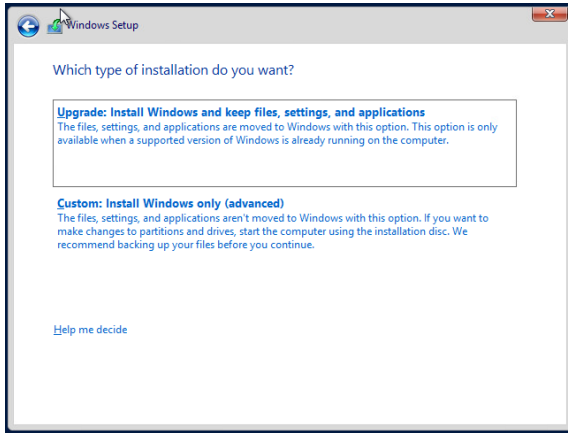 Windows Setup
Which type of installation do you want?
Upgrade: Install Windows and keep files, settings, and applications
The files, settings, and applications are moved to Windows with this option. This option is only
available when a supported version of Windows is already running on the computer.
Custom: Install Windows only (advanced)
The files, settings, and applications aren't moved to Windows with this option. If you want to
make changes to partitions and drives, start the computer using the installation disc. We
recommend backing up your files before you continue.
Help me decide